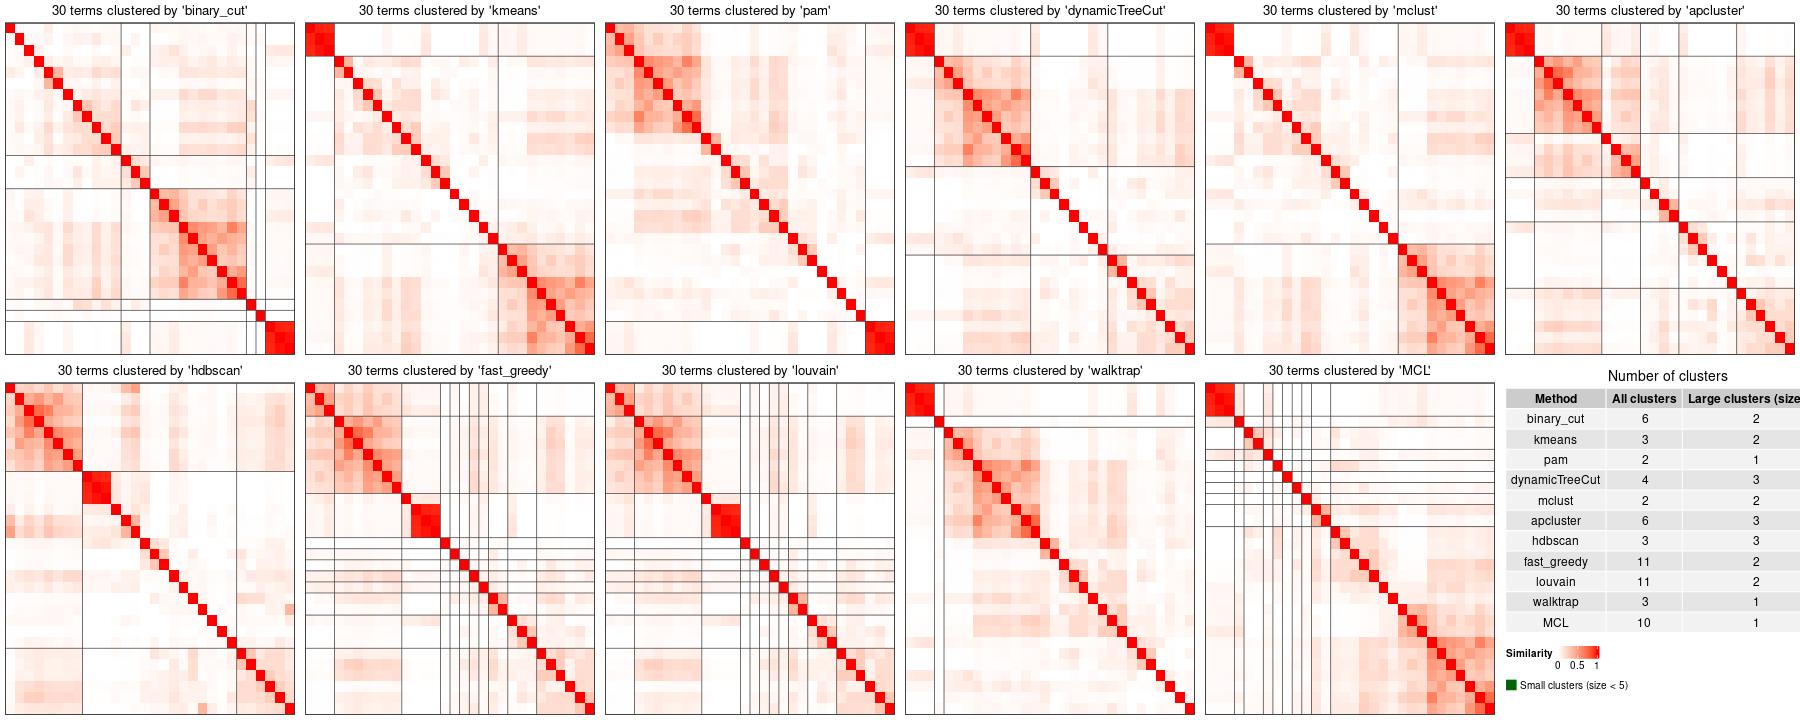 30 terms clustered by 'binary_cut'
30 terms clustered by 'kmeans'
30 terms clustered by 'pam'
30 terms clustered by 'dynamicTreeCut'
30 terms clustered by 'mclust'
30 terms clustered by 'apcluster'
30 terms clustered by 'hdbscan'
30 terms clustered by 'fast_greedy'
30 terms clustered by 'louvain'
30 terms clustered by 'walktrap'
30 terms clustered by 'MCL'
Number of clusters
Method All clusters Large clusters (size
binary_cut 6 2
kmeans 3 2
pam 2 1
dynamicTreeCut 4 3
mclust 2 2
apcluster 6 3
hdbscan 3 3
fast_greedy 11 2
louvain 11 2
walktrap 3 1
MCL 10 1
Similarity
0 0.5 1
Small clusters (size < 5)